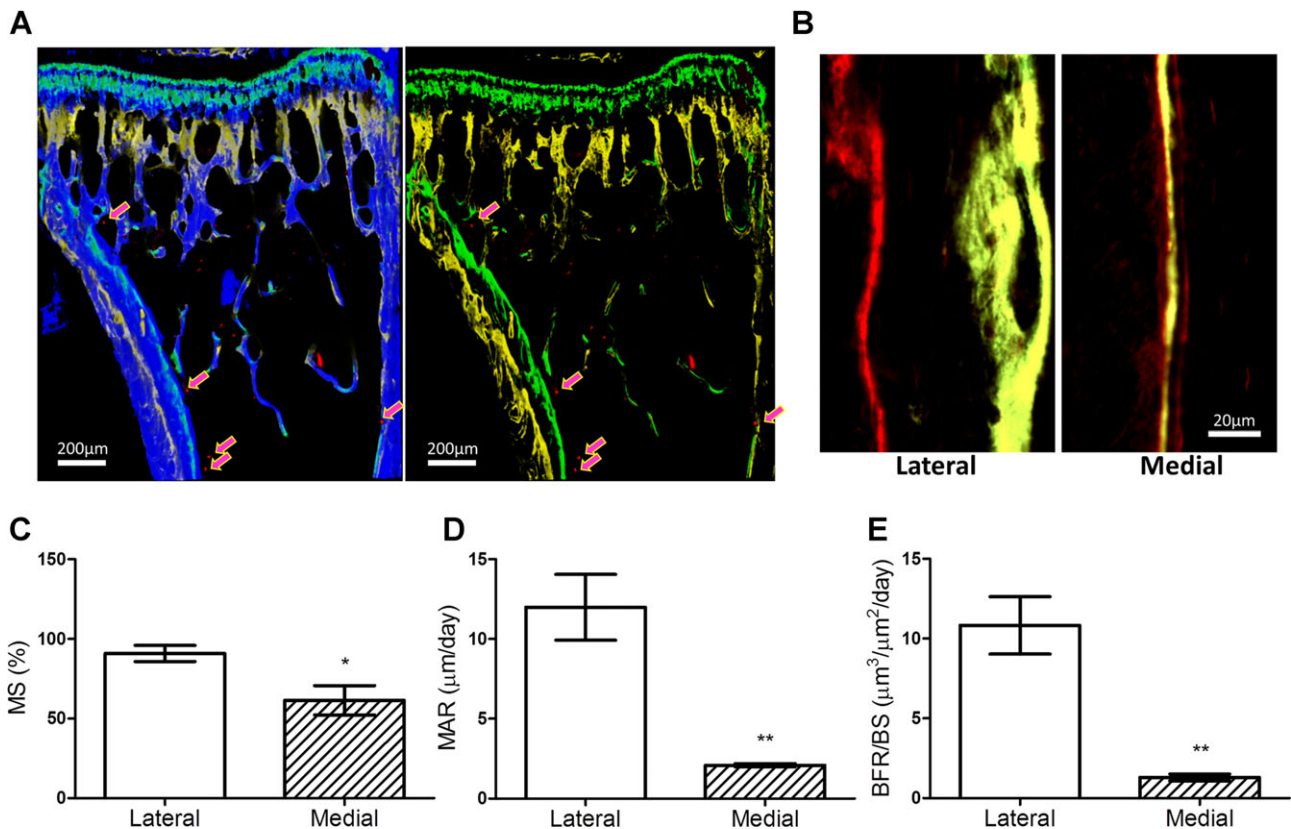 A
B
200μm
200μm
20μm
Lateral
Medial
C
D
E
MS (%)
150
100
50
0
*
Lateral
Medial
MAR (μm/day)
15
10
5
0
**
Lateral
Medial
BFR/BS (μm³/μm²/day)
15
10
5
0
**
Lateral
Medial